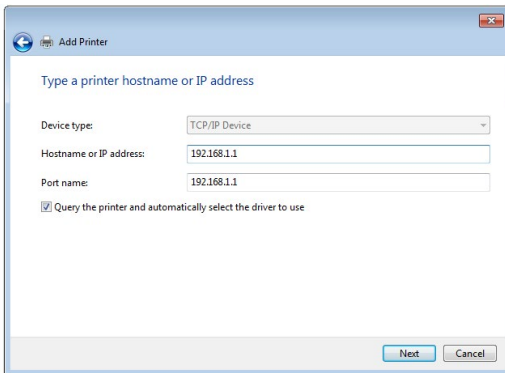 Add Printer
Type a printer hostname or IP address
Device type: TCP/IP Device
Hostname or IP address: 192.168.1.1
Port name: 192.168.1.1
Query the printer and automatically select the driver to use
Next Cancel